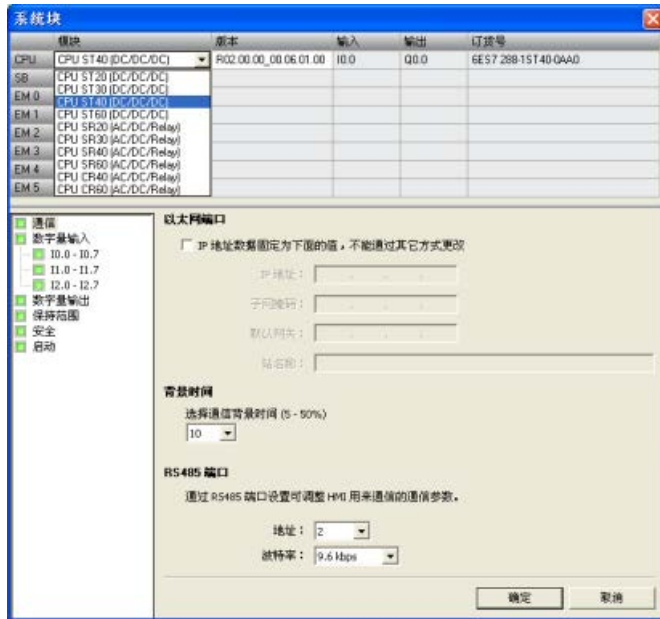 系统块
模块 版本 输入 输出 订货号
CPU CPU ST40 (DC/DC/DC) R02.00.00_00.06.01.00 I0.0 Q0.0 6ES7 288-1ST40-0AA0
SB CPU ST20 (DC/DC/DC)
CPU ST30 (DC/DC/DC)
EM 0 CPU ST40 (DC/DC/DC)
EM 1 CPU ST60 (DC/DC/DC)
CPU SR20 (AC/DC/Relay)
EM 2 CPU SR30 (AC/DC/Relay)
EM 3 CPU SR40 (AC/DC/Relay)
CPU SR60 (AC/DC/Relay)
EM 4 CPU CR40 (AC/DC/Relay)
EM 5 CPU CR60 (AC/DC/Relay)
通信
数字量输入
I0.0 - I0.7
I1.0 - I1.7
I2.0 - I2.7
数字量输出
保持范围
安全
启动
以太网端口
IP 地址数据固定为下面的值，不能通过其它方式更改
IP 地址：
子网掩码：
默认网关：
站名称：
背景时间
选择通信背景时间 (5 - 50%)
10
RS485 端口
通过 RS485 端口设置可调整 HMI 用来通信的通信参数。
地址： 2
波特率： 9.6 kbps
确定 取消